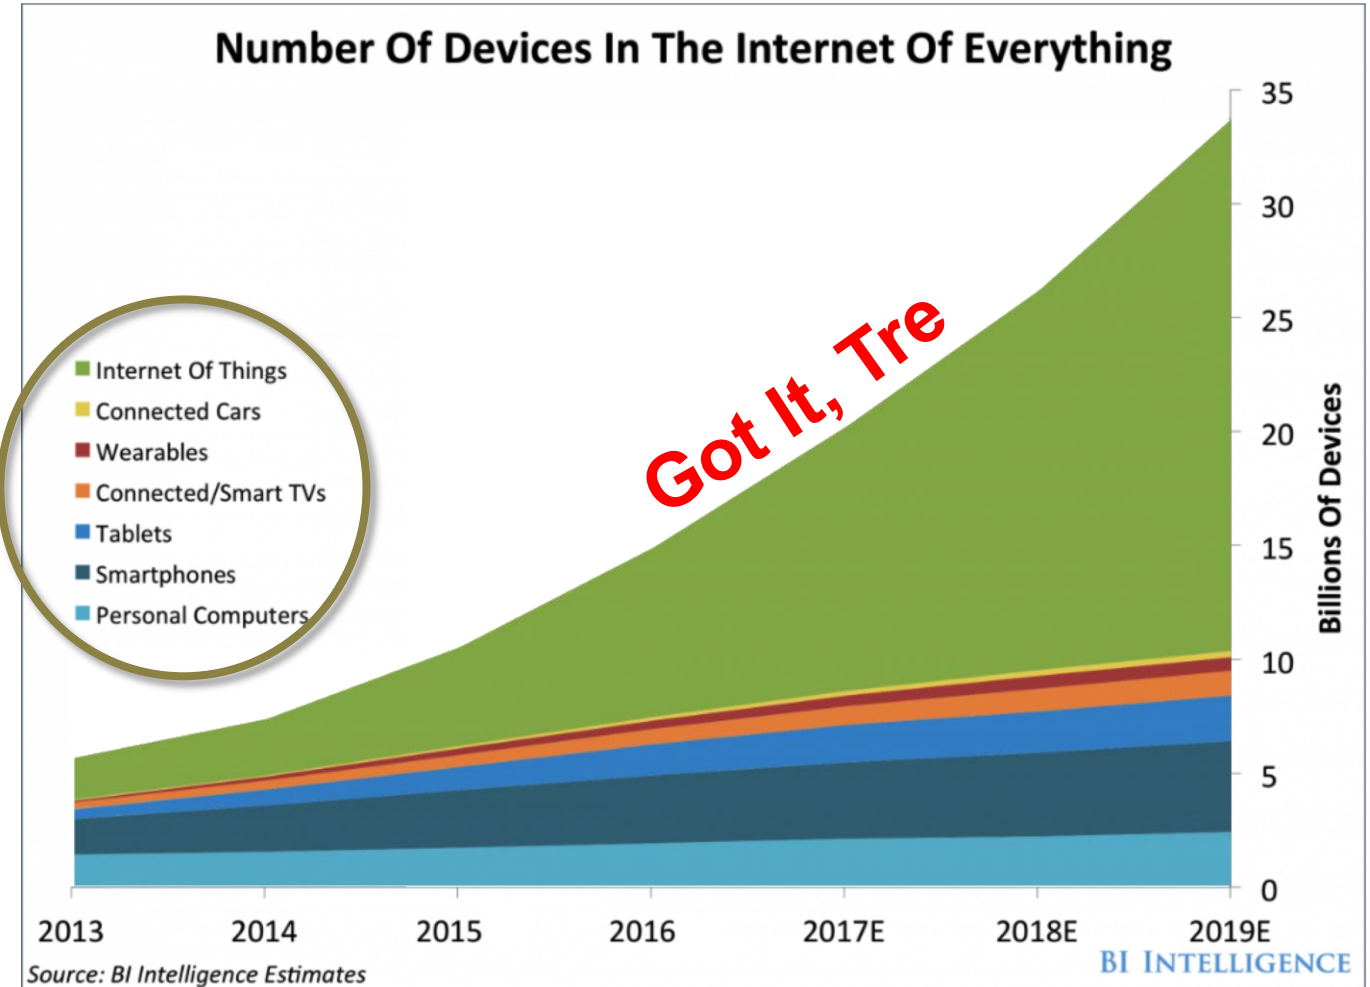 Number Of Devices In The Internet Of Everything
35
30
25
20
15
10
5
0
Billions Of Devices
Got It, Tre
Internet Of Things
Connected Cars
Wearables
Connected/Smart TVs
Tablets
Smartphones
Personal Computers
2013 2014 2015 2016 2017E 2018E 2019E
Source: BI Intelligence Estimates
BI INTELLIGENCE